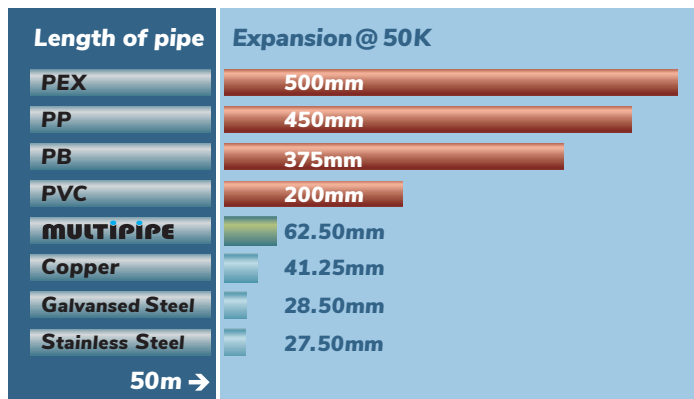 Length of pipe Expansion @ 50K
PEX 500mm
PP 450mm
PB 375mm
PVC 200mm
MULTIPIPE 62.50mm
Copper 41.25mm
Galvansed Steel 28.50mm
Stainless Steel 27.50mm
50m →